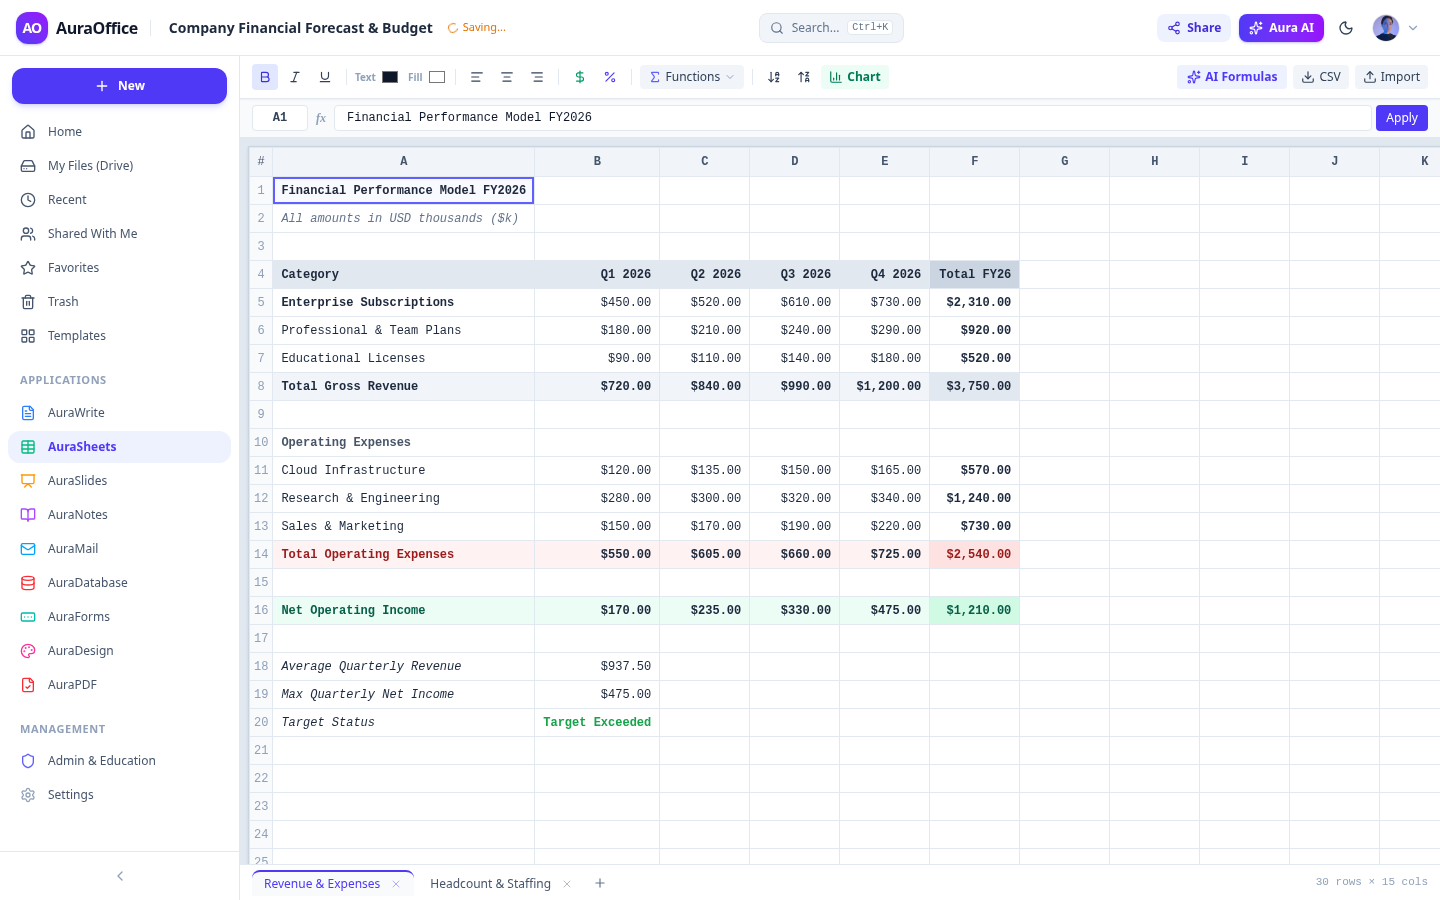 AO AuraOffice Company Financial Forecast & Budget Saving... Search... Ctrl+K Share Aura AI
New
Home
My Files (Drive)
Recent
Shared With Me
Favorites
Trash
Templates
APPLICATIONS
AuraWrite
AuraSheets
AuraSlides
AuraNotes
AuraMail
AuraDatabase
AuraForms
AuraDesign
AuraPDF
MANAGEMENT
Admin & Education
Settings
B I U Text Fill $ % Functions Chart AI Formulas CSV Import
A1 fx Financial Performance Model FY2026 Apply
# A B C D E F G H I J K
1 Financial Performance Model FY2026
2 All amounts in USD thousands ($k)
3
4 Category Q1 2026 Q2 2026 Q3 2026 Q4 2026 Total FY26
5 Enterprise Subscriptions $450.00 $520.00 $610.00 $730.00 $2,310.00
6 Professional & Team Plans $180.00 $210.00 $240.00 $290.00 $920.00
7 Educational Licenses $90.00 $110.00 $140.00 $180.00 $520.00
8 Total Gross Revenue $720.00 $840.00 $990.00 $1,200.00 $3,750.00
9
10 Operating Expenses
11 Cloud Infrastructure $120.00 $135.00 $150.00 $165.00 $570.00
12 Research & Engineering $280.00 $300.00 $320.00 $340.00 $1,240.00
13 Sales & Marketing $150.00 $170.00 $190.00 $220.00 $730.00
14 Total Operating Expenses $550.00 $605.00 $660.00 $725.00 $2,540.00
15
16 Net Operating Income $170.00 $235.00 $330.00 $475.00 $1,210.00
17
18 Average Quarterly Revenue $937.50
19 Max Quarterly Net Income $475.00
20 Target Status Target Exceeded
21
22
23
24
25
Revenue & Expenses Headcount & Staffing 30 rows × 15 cols